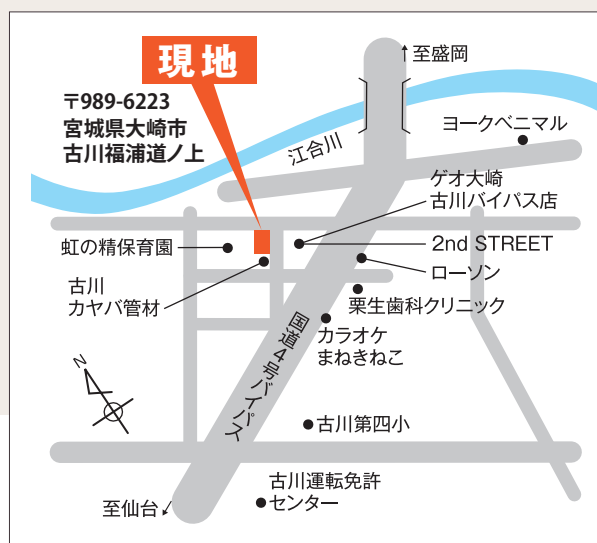 現地
↑至盛岡
〒989-6223
宮城県大崎市
古川福浦道ノ上
ヨークベニマル
江合川
ゲオ大崎
古川バイパス店
虹の精保育園
2nd STREET
ローソン
古川
カヤバ管材
栗生歯科クリニック
カラオケ
まねきねこ
国道4号バイパス
N
古川第四小
古川運転免許
センター
至仙台↓